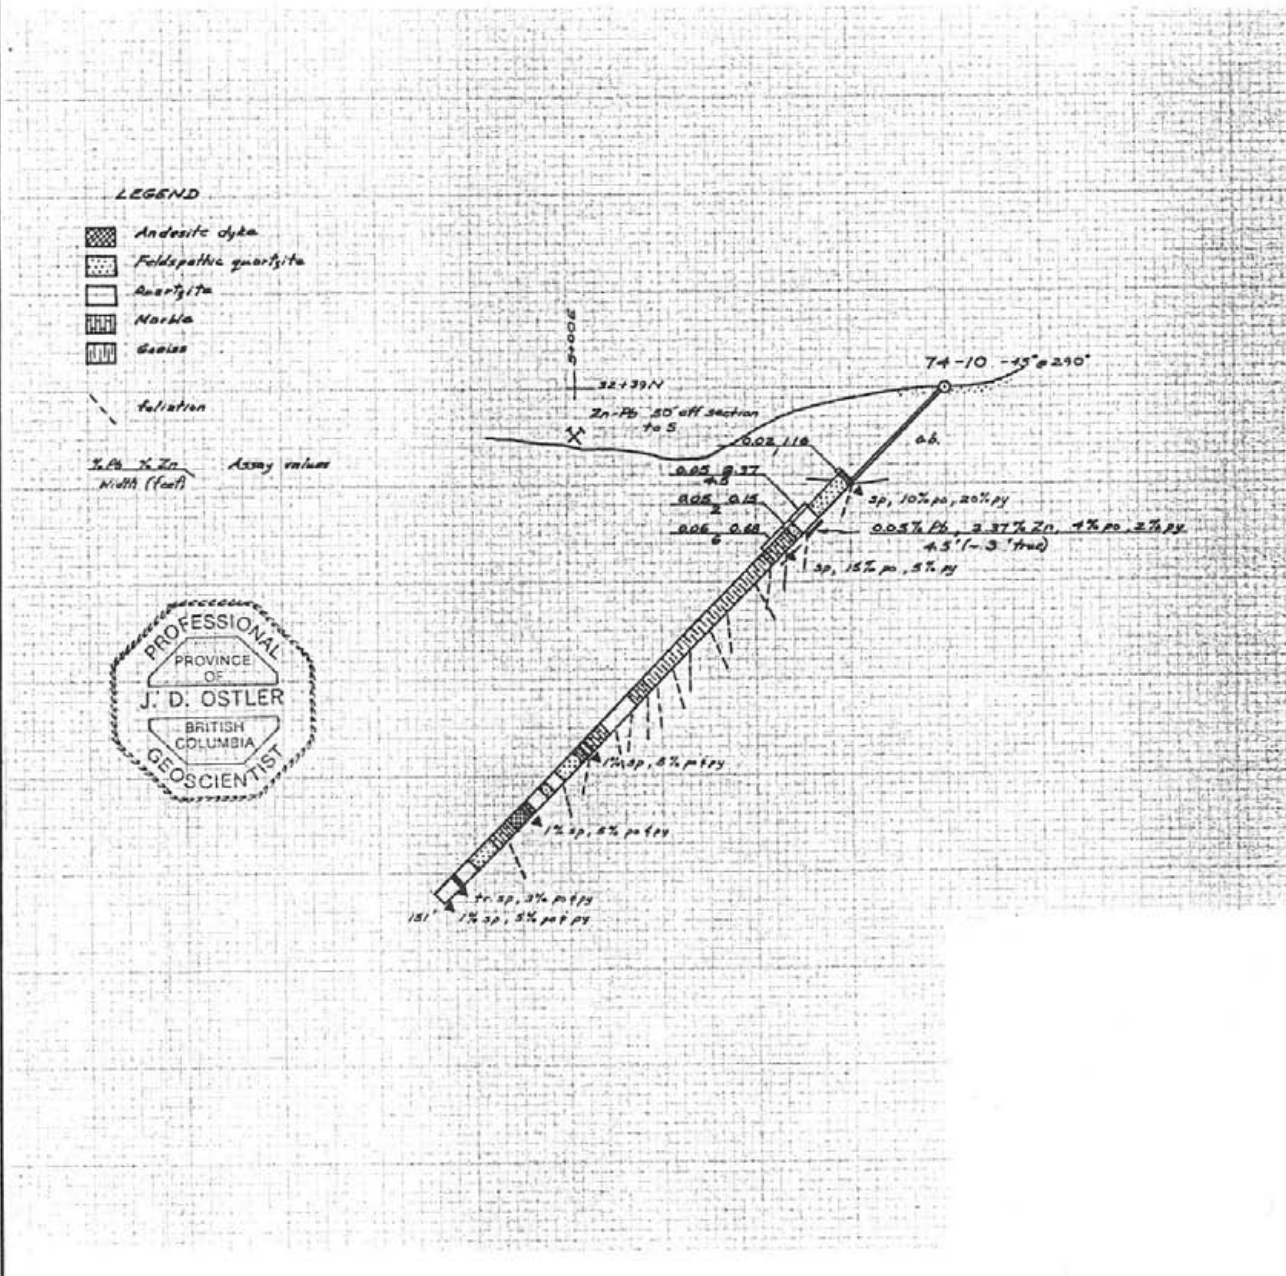 LEGEND
Andesite dyke
Feldspathic quartzite
Quartzite
Marble
Gneiss
foliation
% Pb % Zn
Width (feet)
Assay values
5+00E
32+39N
Zn-Pb 50' off section
to S
74-10 -45° @ 290°
o.b.
0.02 1.16
1
0.05 2.37
4.5
0.05 0.15
2
0.06 0.68
6
sp, 10% po, 20% py
0.05% Pb, 2.37% Zn, 4% po, 2% py
4.5' (~3' true)
sp, 15% po, 5% py
PROFESSIONAL
PROVINCE
OF
J. D. OSTLER
BRITISH
COLUMBIA
GEOSCIENTIST
1% sp, 5% po + py
1% sp, 5% po + py
tr. sp, 3% po + py
151' 1% sp, 5% po + py